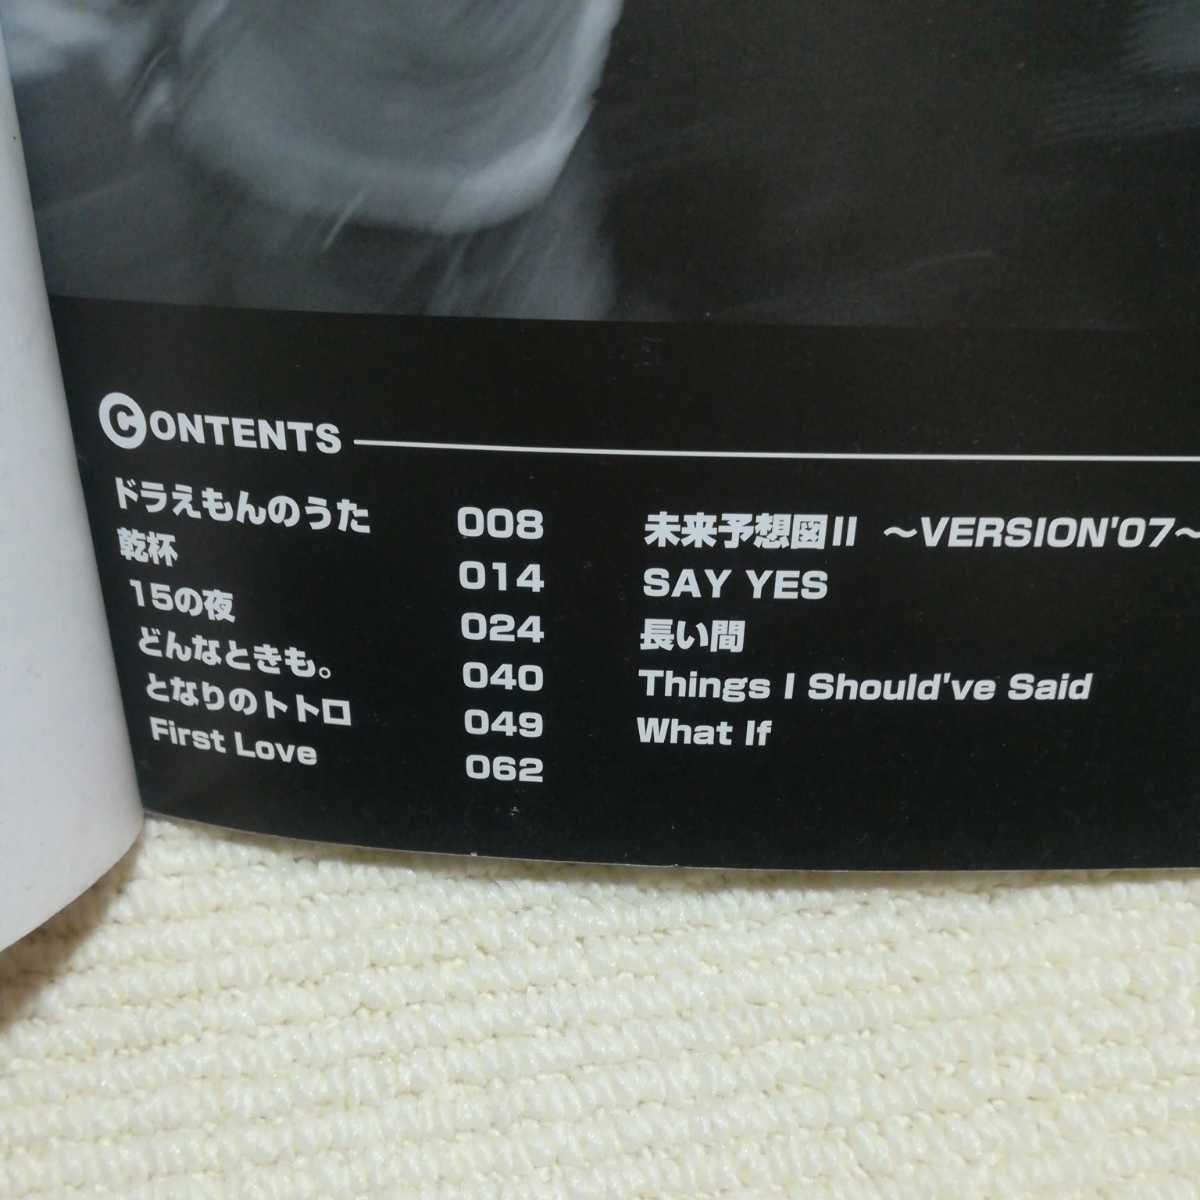 CONTENTS
ドラえもんのうた 008
乾杯 014
15の夜 024
どんなときも。 040
となりのトトロ 049
First Love 062
未来予想図II ～VERSION'07～
SAY YES
長い間
Things I Should've Said
What If